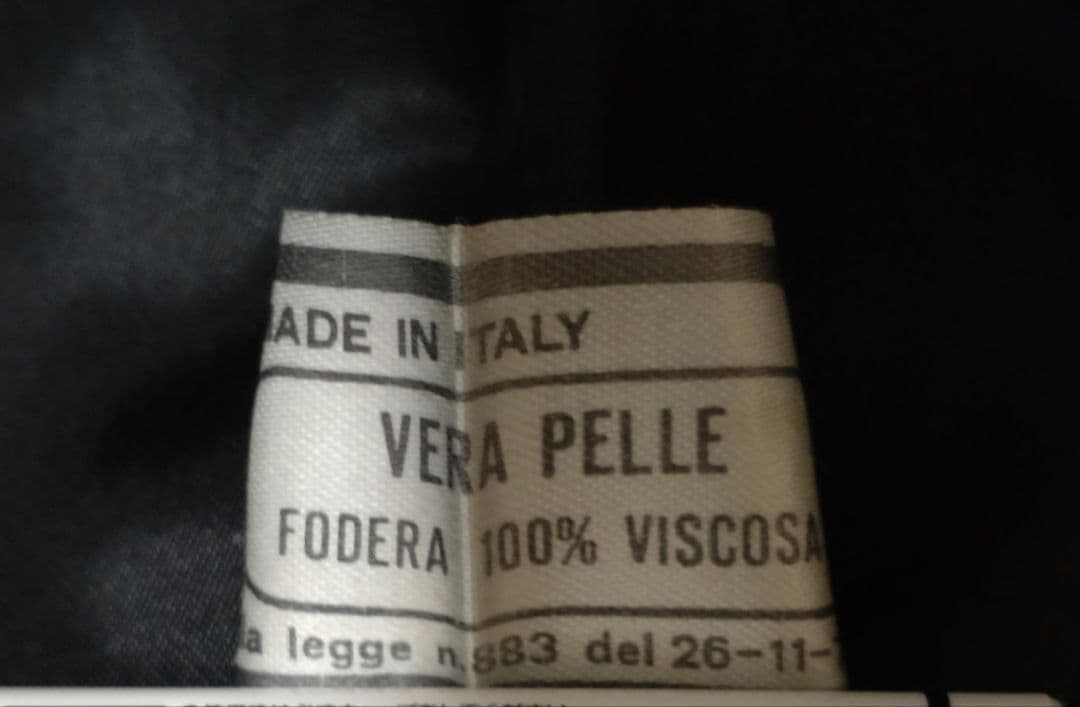 ADE IN ITALY
VERA PELLE
FODERA 100% VISCOSA
a legge n. 883 del 26-11-